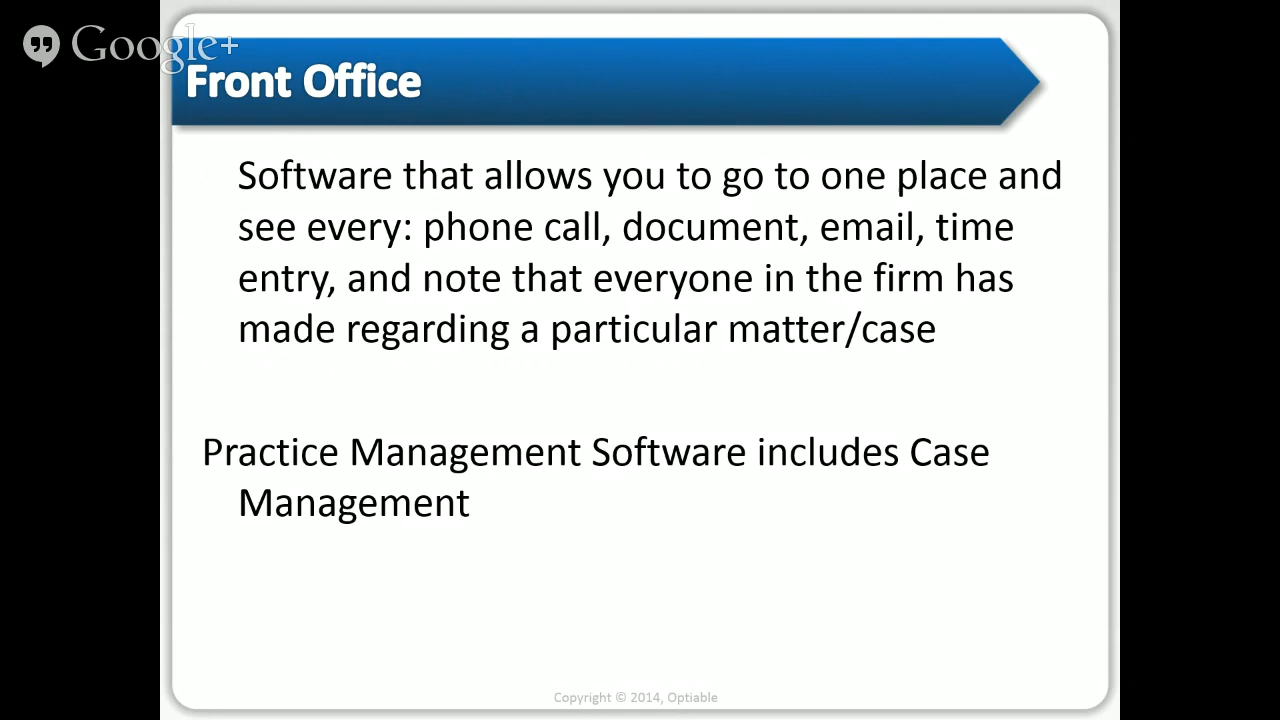 Google+
Front Office
Software that allows you to go to one place and
see every: phone call, document, email, time
entry, and note that everyone in the firm has
made regarding a particular matter/case
Practice Management Software includes Case
Management
Copyright © 2014, Optiable